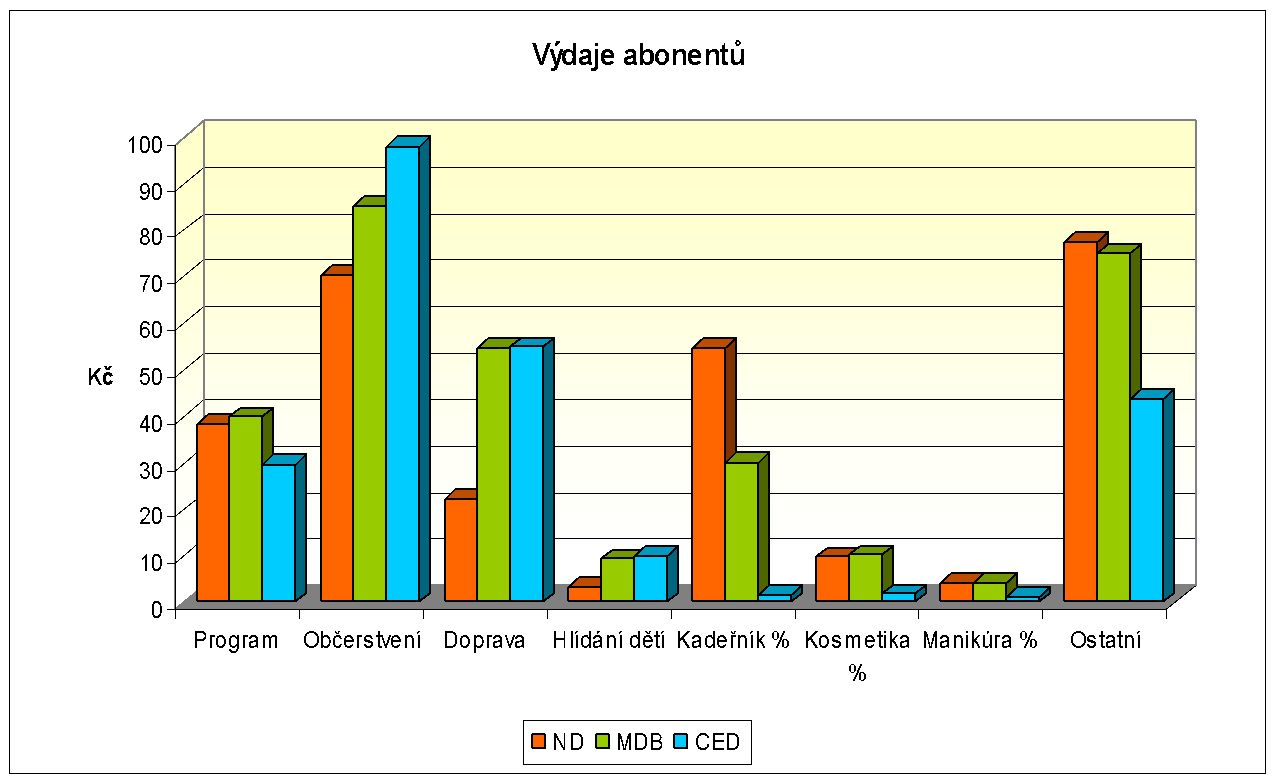 Výdaje abonentů
100
90
80
70
60
50
40
30
20
10
0
Kč
Program Občerstvení Doprava Hlídání dětí Kadeřník % Kosmetika % Manikúra % Ostatní
ND MDB CED